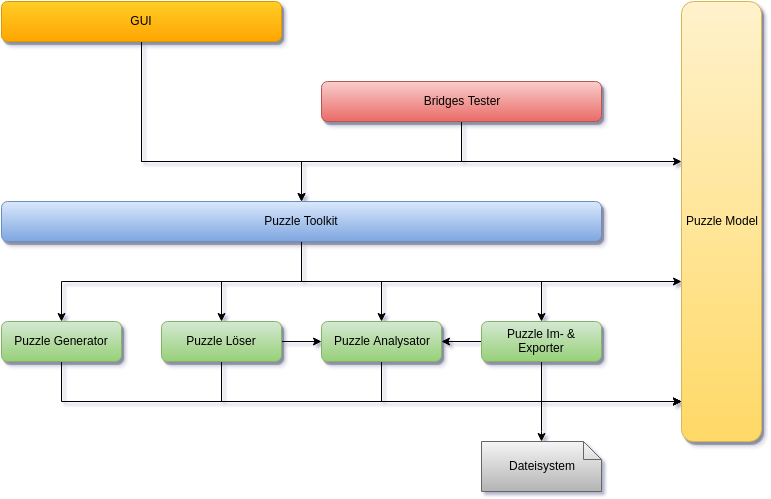 GUI
Bridges Tester
Puzzle Toolkit
Puzzle Model
Puzzle Generator
Puzzle Löser
Puzzle Analysator
Puzzle Im- &
Exporter
Dateisystem